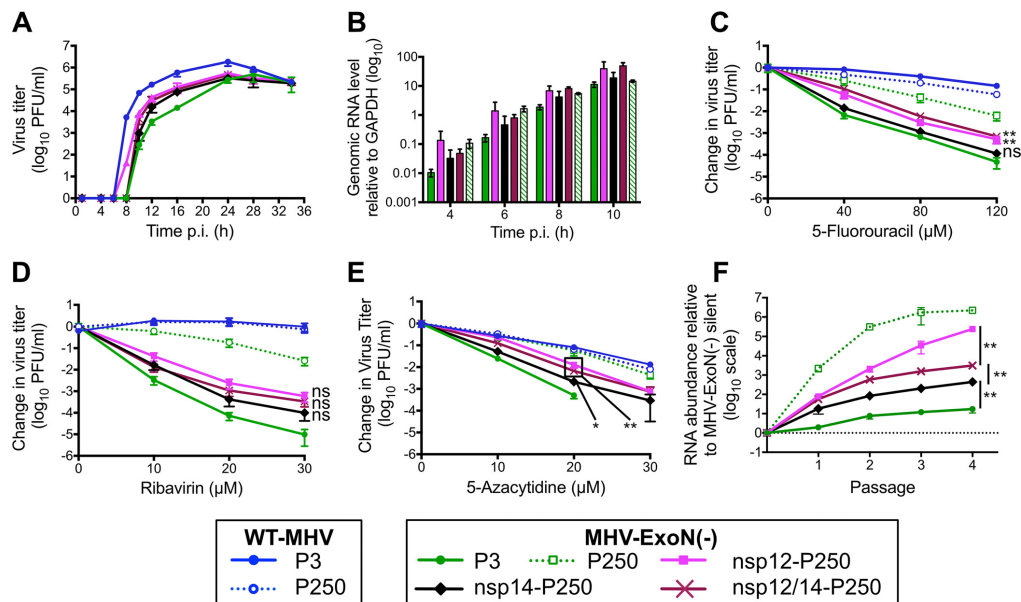 A
Virus titer
(log10 PFU/ml)
7
6
5
4
3
2
1
0
0 4 8 12 16 20 24 28 32 36
Time p.i. (h)
B
Genomic RNA level
relative to GAPDH (log10)
100
10
1
0.1
0.01
0.001
4 6 8 10
Time p.i. (h)
C
Change in virus titer
(log10 PFU/ml)
1
0
-1
-2
-3
-4
-5
-6
0 40 80 120
**
**
ns
5-Fluorouracil (µM)
D
Change in virus titer
(log10 PFU/ml)
1
0
-1
-2
-3
-4
-5
-6
0 10 20 30
ns
ns
ns
Ribavirin (µM)
E
Change in Virus Titer
(log10 PFU/ml)
1
0
-1
-2
-3
-4
-5
-6
0 10 20 30
* **
5-Azacytidine (µM)
F
RNA abundance relative
to MHV-ExoN(-) silent
(log10 scale)
7
6
5
4
3
2
1
0
-1
1 2 3 4
**
**
**
Passage
WT-MHV
P3
P250
MHV-ExoN(-)
P3 P250 nsp12-P250
nsp14-P250 nsp12/14-P250